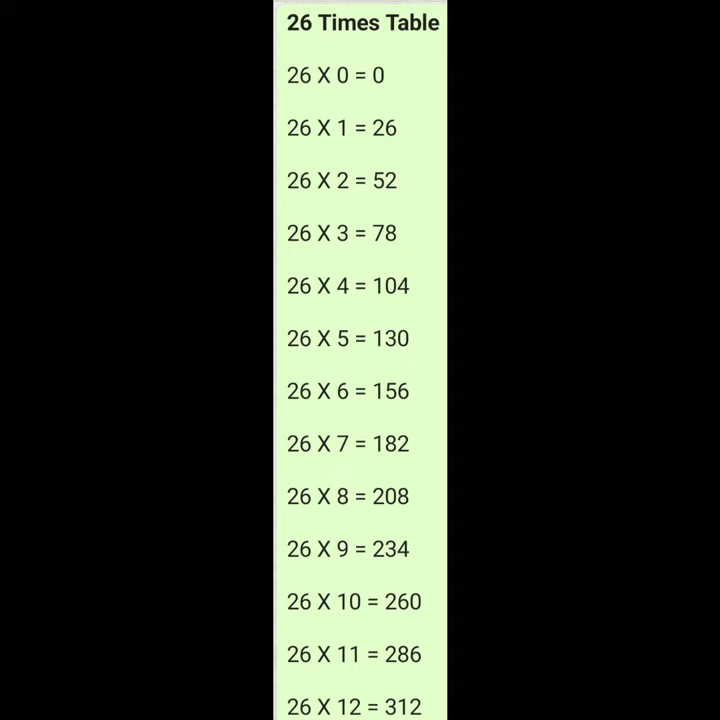 26 Times Table
26 X 0 = 0
26 X 1 = 26
26 X 2 = 52
26 X 3 = 78
26 X 4 = 104
26 X 5 = 130
26 X 6 = 156
26 X 7 = 182
26 X 8 = 208
26 X 9 = 234
26 X 10 = 260
26 X 11 = 286
26 X 12 = 312